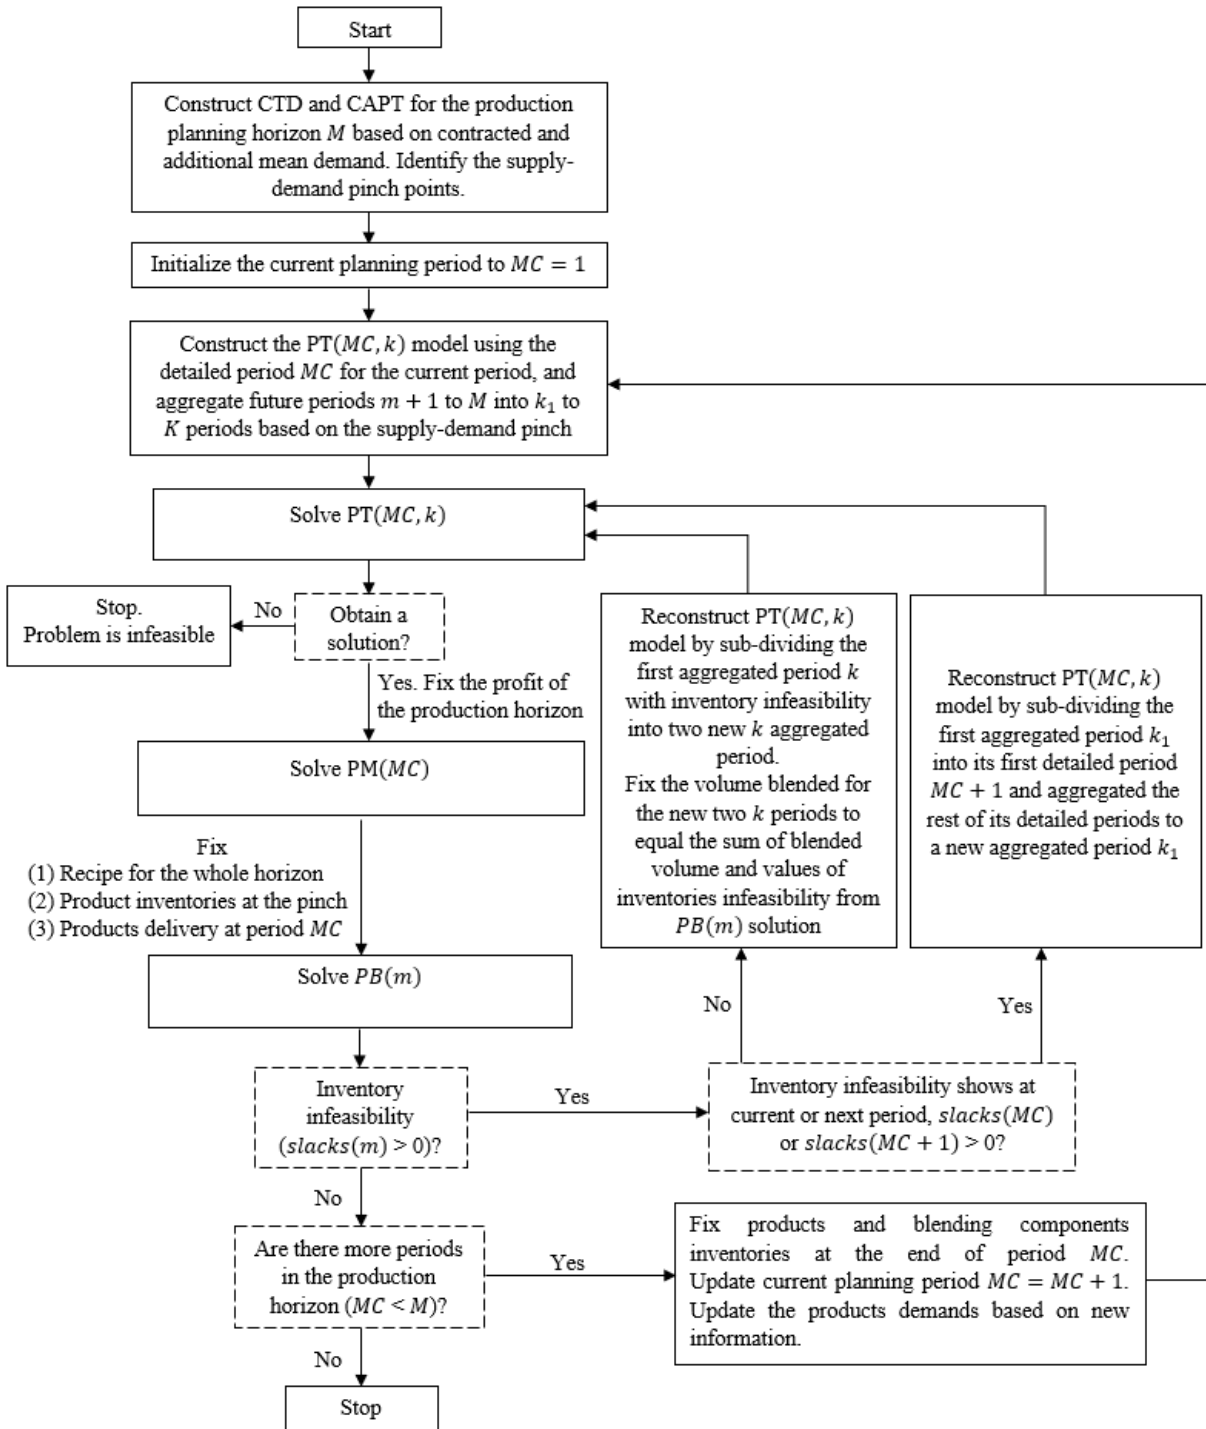 Start
Construct CTD and CAPT for the production
planning horizon M based on contracted and
additional mean demand. Identify the supply-
demand pinch points.
Initialize the current planning period to MC = 1
Construct the PT(MC, k) model using the
detailed period MC for the current period, and
aggregate future periods m + 1 to M into k₁ to
K periods based on the supply-demand pinch
Solve PT(MC, k)
Obtain a
solution?
No
Stop.
Problem is infeasible
Yes. Fix the profit of
the production horizon
Solve PM(MC)
Fix
(1) Recipe for the whole horizon
(2) Product inventories at the pinch
(3) Products delivery at period MC
Solve PB(m)
Inventory
infeasibility
(slacks(m) > 0)?
Yes
Inventory infeasibility shows at
current or next period, slacks(MC)
or slacks(MC + 1) > 0?
No
Reconstruct PT(MC, k)
model by sub-dividing the
first aggregated period k
with inventory infeasibility
into two new k aggregated
period.
Fix the volume blended for
the new two k periods to
equal the sum of blended
volume and values of
inventories infeasibility from
PB(m) solution
Yes
Reconstruct PT(MC, k)
model by sub-dividing the
first aggregated period k₁
into its first detailed period
MC + 1 and aggregated the
rest of its detailed periods to
a new aggregated period k₁
No
Are there more periods
in the production
horizon (MC < M)?
Yes
Fix products and blending components
inventories at the end of period MC.
Update current planning period MC = MC + 1.
Update the products demands based on new
information.
No
Stop